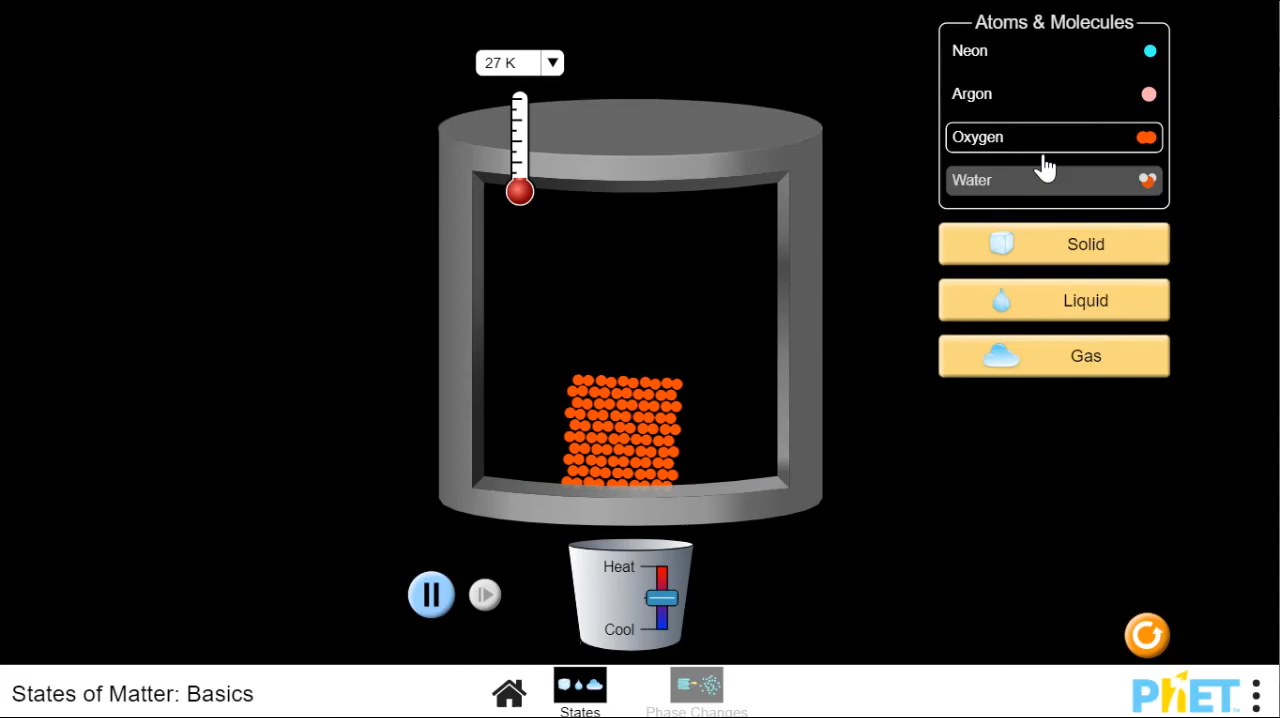 27 K
Atoms & Molecules
Neon
Argon
Oxygen
Water
Solid
Liquid
Gas
Heat
Cool
States of Matter: Basics
States
Phase Changes
PhET